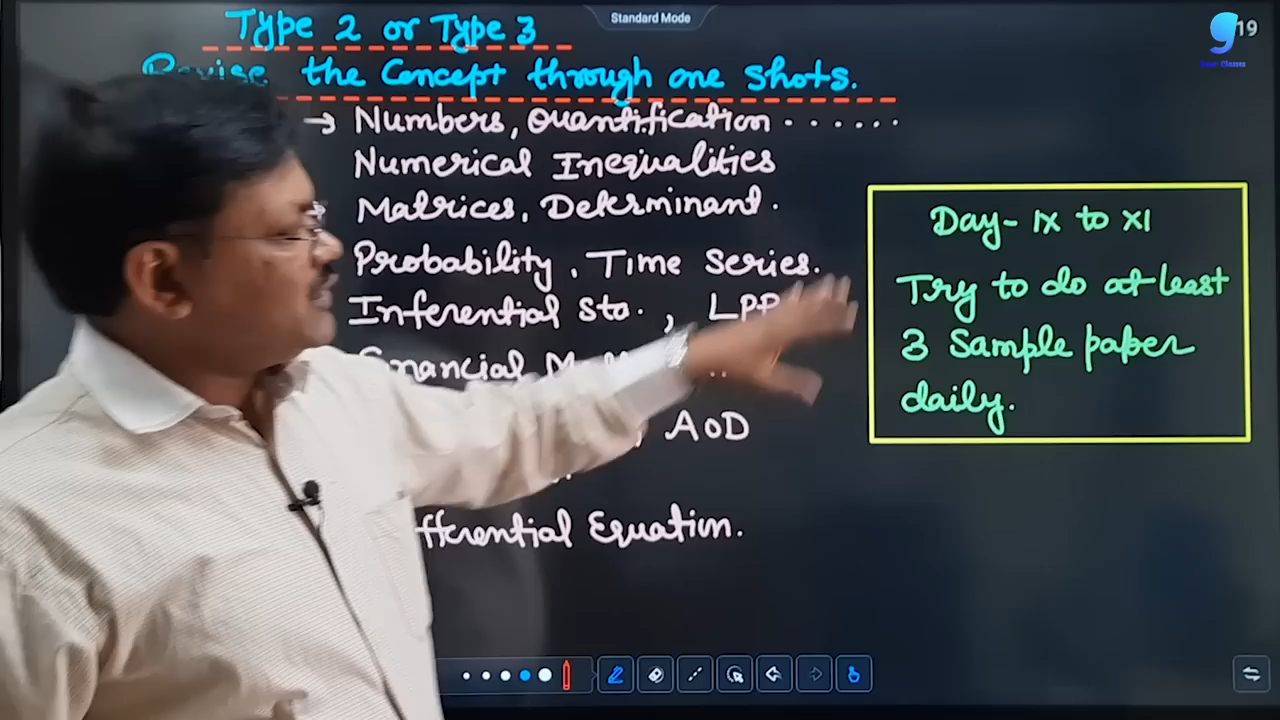 Standard Mode
19
Type 2 or Type 3
Revise the Concept through one shots.
→ Numbers, Quantification . . . . . .
Numerical Inequalities
Matrices, Determinant.
Probability, Time Series.
Inferential Sta. , LPP
AOD
Differential Equation.
Day- IX to XI
Try to do at least
3 Sample paper
daily.